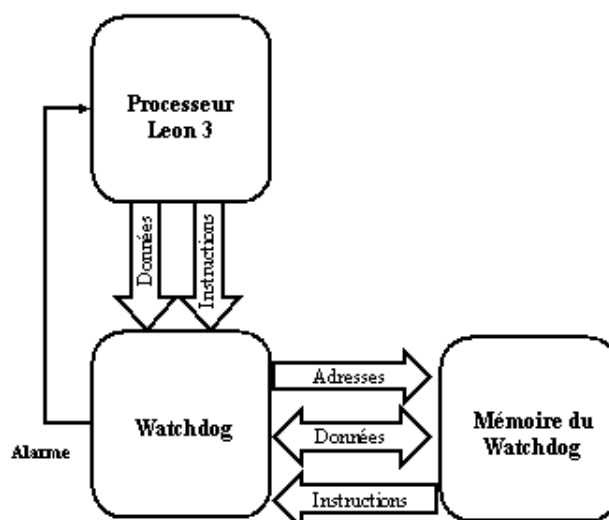 Processeur
Leon 3
Données
Instructions
Adresses
Watchdog
Données
Mémoire du
Watchdog
Alarme
Instructions